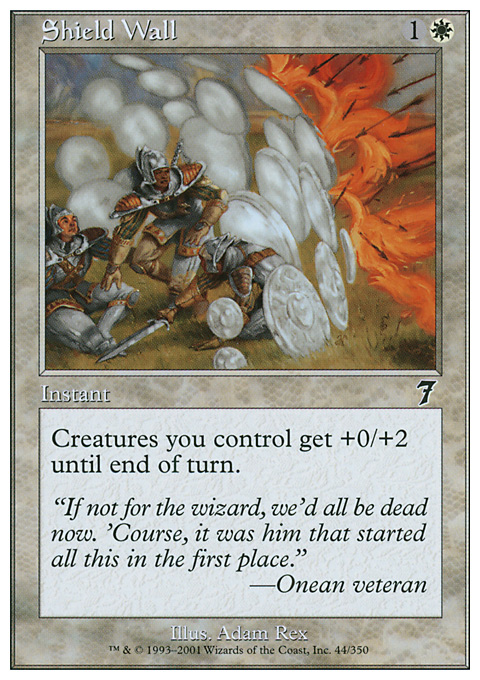 Shield Wall 1
Instant 7
Creatures you control get +0/+2
until end of turn.
“If not for the wizard, we’d all be dead
now. ’Course, it was him that started
all this in the first place.”
—Onean veteran
Illus. Adam Rex
™ & © 1993–2001 Wizards of the Coast, Inc. 44/350